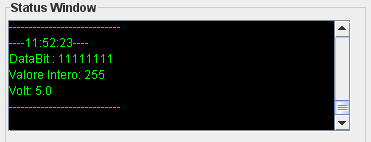 Status Window
----------------------------
----11:52:23----
DataBit : 11111111
Valore Intero: 255
Volt: 5.0
----------------------------